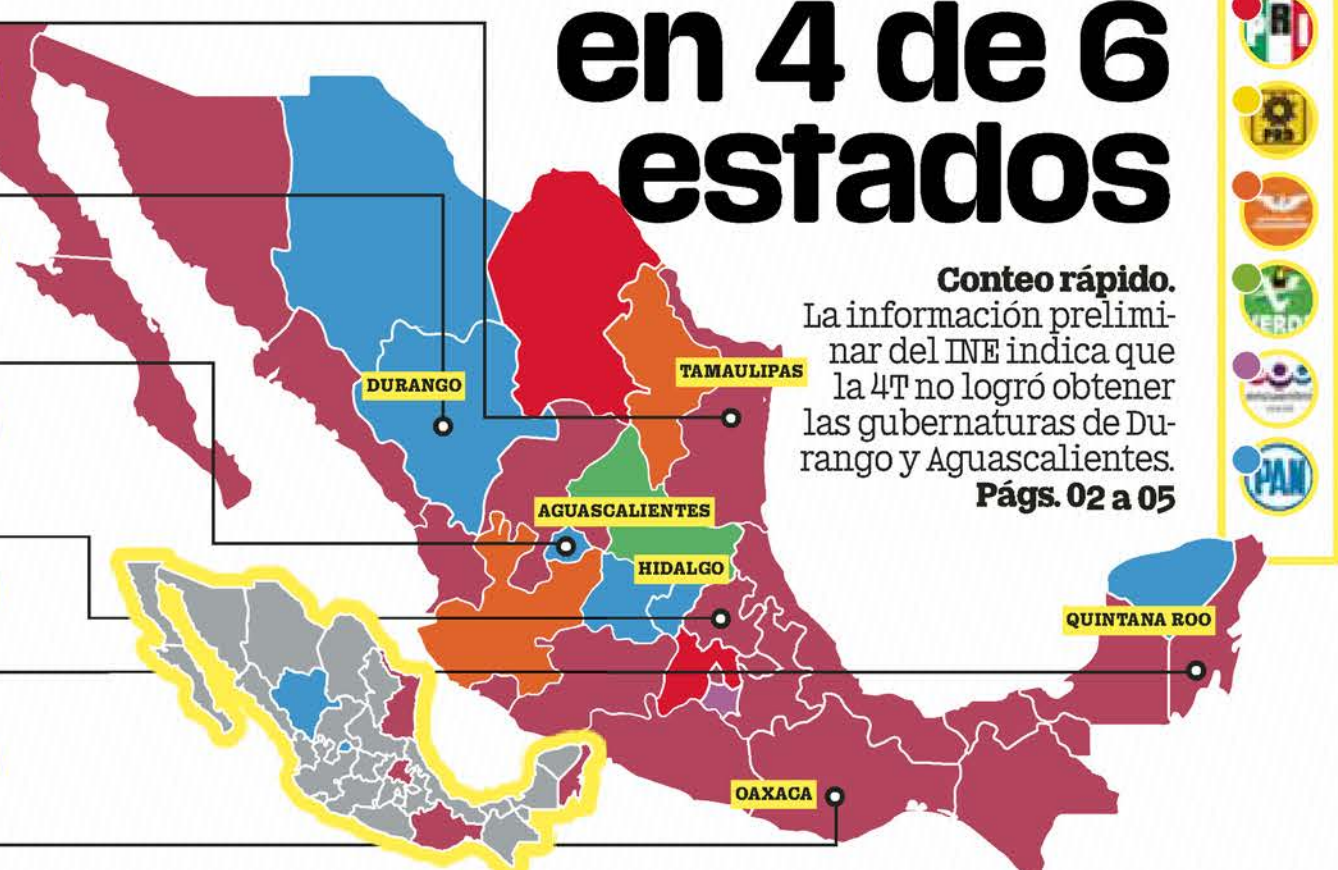 en 4 de 6
estados
Conteo rápido.
La información prelimi-
nar del INE indica que
la 4T no logró obtener
las gubernaturas de Du-
rango y Aguascalientes.
Págs. 02 a 05
DURANGO
TAMAULIPAS
AGUASCALIENTES
HIDALGO
QUINTANA ROO
OAXACA
PRI
PRD
VERDE
PAN